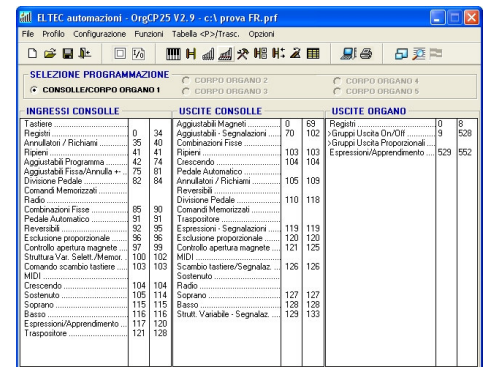 ELTEC automazioni - OrgCP25 V2.9 - c:\ prova FR.prf
File Profilo Configurazione Funzioni Tabella <P>/Trasc. Opzioni
SELEZIONE PROGRAMMAZIONE
CONSOLLE/CORPO ORGANO 1
CORPO ORGANO 2
CORPO ORGANO 3
CORPO ORGANO 4
CORPO ORGANO 5
INGRESSI CONSOLLE
Tastiere
Registri 0 34
Annullatori / Richiami 35 40
Ripieni 41 41
Aggiustabili Programma 42 74
Aggiustabili Fissa/Annulla +- 75 81
Divisione Pedale 82 84
Comandi Memorizzati
Radio
Combinazioni Fisse 85 90
Pedale Automatico 91 91
Reversibili 92 95
Esclusione proporzionale 96 96
Controllo apertura magnete 97 99
Struttura Var. Selett./Memor. 100 102
Comando scambio tastiere 103 103
MIDI
Crescendo 104 104
Sostenuto 105 114
Soprano 115 115
Basso 116 116
Espressioni/Apprendimento 117 120
Traspositore 121 128
USCITE CONSOLLE
Aggiustabili Magneti 0 69
Aggiustabili - Segnalazioni 70 102
Combinazioni Fisse
Ripieni 103 103
Crescendo 104 104
Pedale Automatico
Annullatori / Richiami 105 109
Reversibili
Divisione Pedale 110 118
Comandi Memorizzati
Traspositore
Espressioni - Segnalazioni 119 119
Esclusione proporzionale 120 120
Controllo apertura magnete 121 125
MIDI
Scambio tastiere/Segnalaz. 126 126
Sostenuto
Radio
Soprano 127 127
Basso 128 128
Strutt. Variabile - Segnalaz. 129 133
USCITE ORGANO
Registri 0 8
>Gruppi Uscita On/Off 9 528
>Gruppi Uscita Proporzionali
Espressioni/Apprendimento 529 552